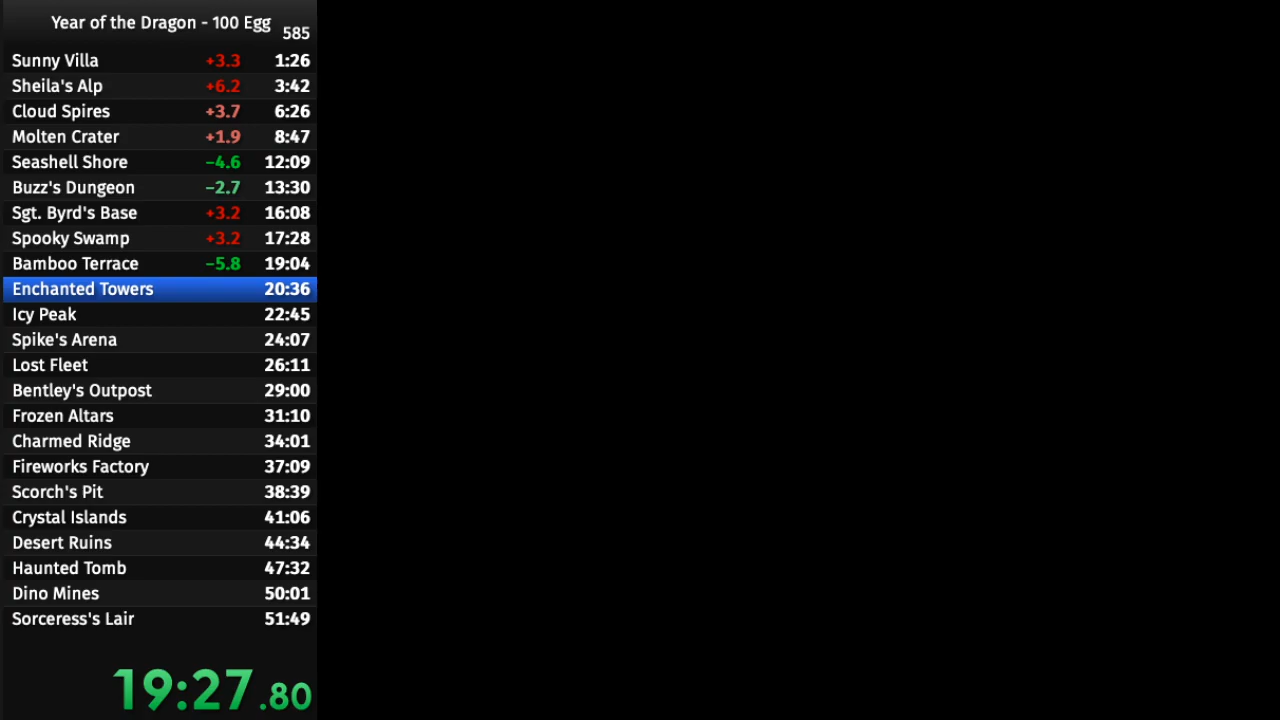 Year of the Dragon - 100 Egg
585
Sunny Villa +3.3 1:26
Sheila's Alp +6.2 3:42
Cloud Spires +3.7 6:26
Molten Crater +1.9 8:47
Seashell Shore −4.6 12:09
Buzz's Dungeon −2.7 13:30
Sgt. Byrd's Base +3.2 16:08
Spooky Swamp +3.2 17:28
Bamboo Terrace −5.8 19:04
Enchanted Towers 20:36
Icy Peak 22:45
Spike's Arena 24:07
Lost Fleet 26:11
Bentley's Outpost 29:00
Frozen Altars 31:10
Charmed Ridge 34:01
Fireworks Factory 37:09
Scorch's Pit 38:39
Crystal Islands 41:06
Desert Ruins 44:34
Haunted Tomb 47:32
Dino Mines 50:01
Sorceress's Lair 51:49
19:27.80